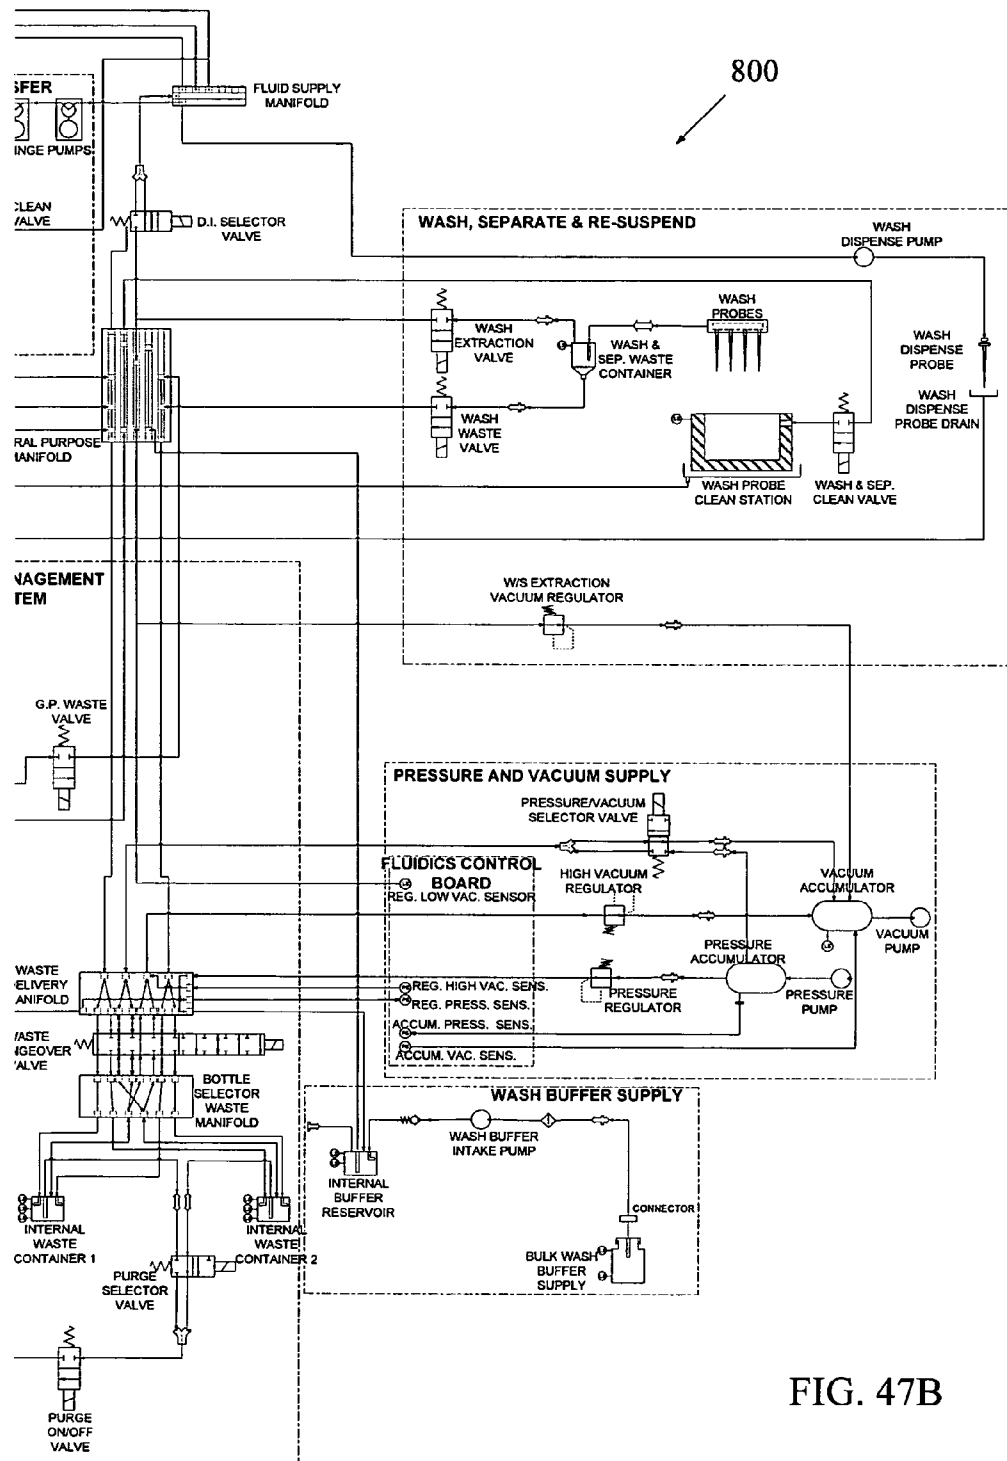 800
SFER
FLUID SUPPLY
MANIFOLD
INGE PUMPS
CLEAN
VALVE
D.I. SELECTOR
VALVE
WASH, SEPARATE & RE-SUSPEND
WASH
DISPENSE PUMP
WASH
EXTRACTION
VALVE
WASH &
SEP. WASTE
CONTAINER
WASH
PROBES
WASH
DISPENSE
PROBE
WASH
DISPENSE
PROBE DRAIN
WASH
WASTE
VALVE
RAL PURPOSE
MANIFOLD
WASH PROBE
CLEAN STATION
WASH & SEP.
CLEAN VALVE
NAGEMENT
TEM
W/S EXTRACTION
VACUUM REGULATOR
G.P. WASTE
VALVE
PRESSURE AND VACUUM SUPPLY
PRESSURE/VACUUM
SELECTOR VALVE
FLUIDICS CONTROL
BOARD
REG. LOW VAC. SENSOR
HIGH VACUUM
REGULATOR
VACUUM
ACCUMULATOR
VACUUM
PUMP
PRESSURE
ACCUMULATOR
WASTE
DELIVERY
MANIFOLD
REG. HIGH VAC. SENS.
REG. PRESS. SENS.
PRESSURE
REGULATOR
PRESSURE
PUMP
ACCUM. PRESS. SENS.
ACCUM. VAC. SENS.
WASTE
NGEOVER
VALVE
BOTTLE
SELECTOR
WASTE
MANIFOLD
WASH BUFFER SUPPLY
WASH BUFFER
INTAKE PUMP
INTERNAL
BUFFER
RESERVOIR
CONNECTOR
INTERNAL
WASTE
CONTAINER 1
INTERNAL
WASTE
CONTAINER 2
BULK WASH
BUFFER
SUPPLY
PURGE
SELECTOR
VALVE
PURGE
ON/OFF
VALVE
FIG. 47B